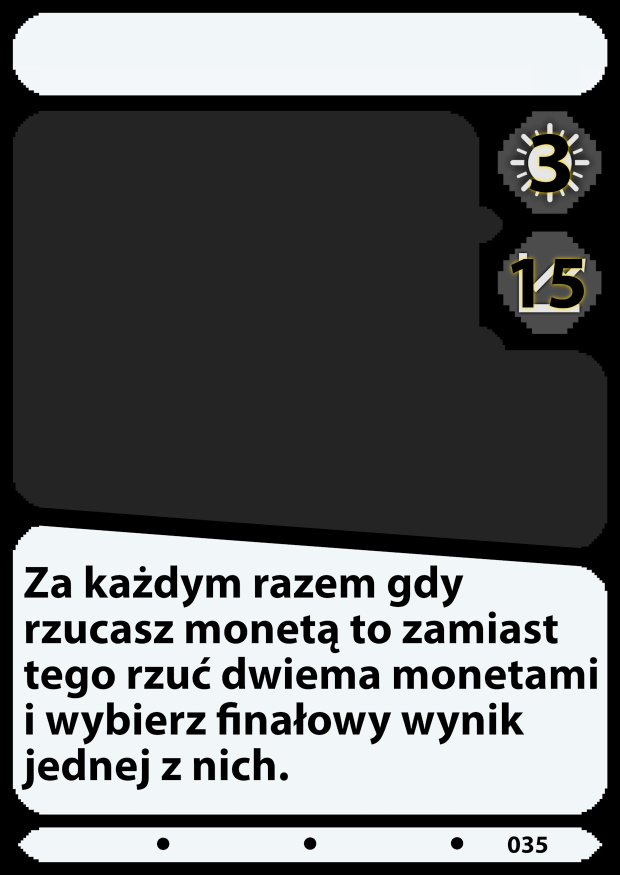 3
15
Za każdym razem gdy
rzucasz monetą to zamiast
tego rzuć dwiema monetami
i wybierz finałowy wynik
jednej z nich.
035